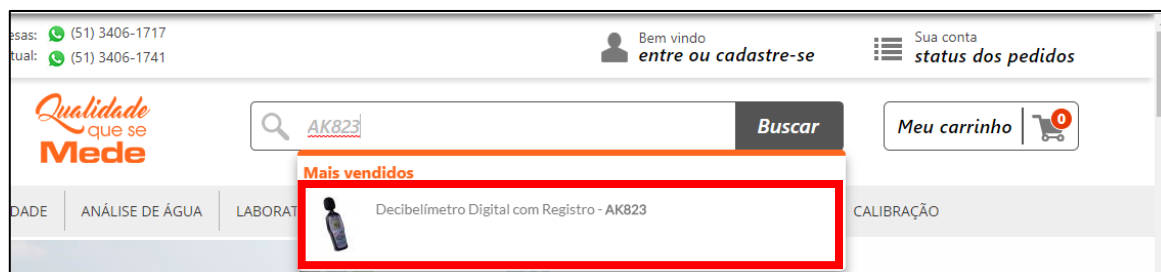 esas: (51) 3406-1717
tual: (51) 3406-1741
Bem vindo
entre ou cadastre-se
Sua conta
status dos pedidos
Qualidade
que se
Mede
AK823
Buscar
Meu carrinho
0
Mais vendidos
Decibelímetro Digital com Registro - AK823
DADE ANÁLISE DE ÁGUA LABORAT CALIBRAÇÃO